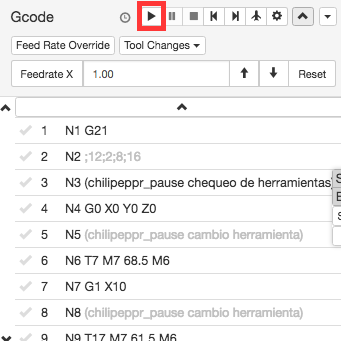 Gcode
Feed Rate Override Tool Changes
Feedrate X 1.00 Reset
1 N1 G21
2 N2 ;12;2;8;16
3 N3 (chilipeppr_pause chequeo de herramientas)
4 N4 G0 X0 Y0 Z0
5 N5 (chilipeppr_pause cambio herramienta)
6 N6 T7 M7 68.5 M6
7 N7 G1 X10
8 N8 (chilipeppr_pause cambio herramienta)
9 N9 T17 M7 61.5 M6